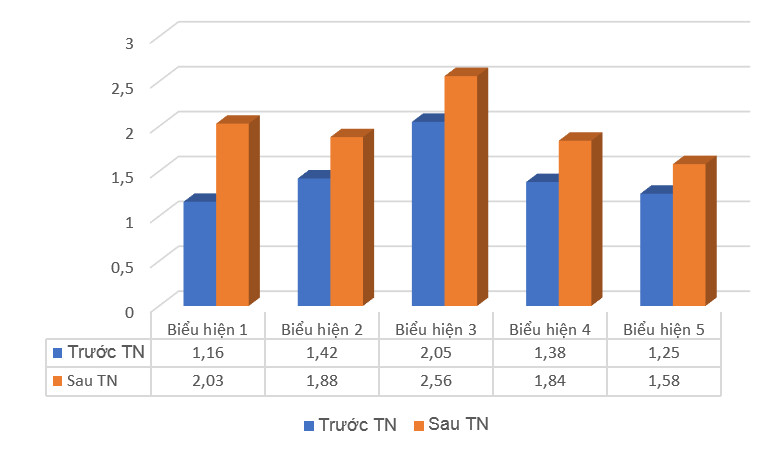 3
2,5
2
1,5
1
0,5
0
Biểu hiện 1 Biểu hiện 2 Biểu hiện 3 Biểu hiện 4 Biểu hiện 5
Trước TN 1,16 1,42 2,05 1,38 1,25
Sau TN 2,03 1,88 2,56 1,84 1,58
Trước TN Sau TN